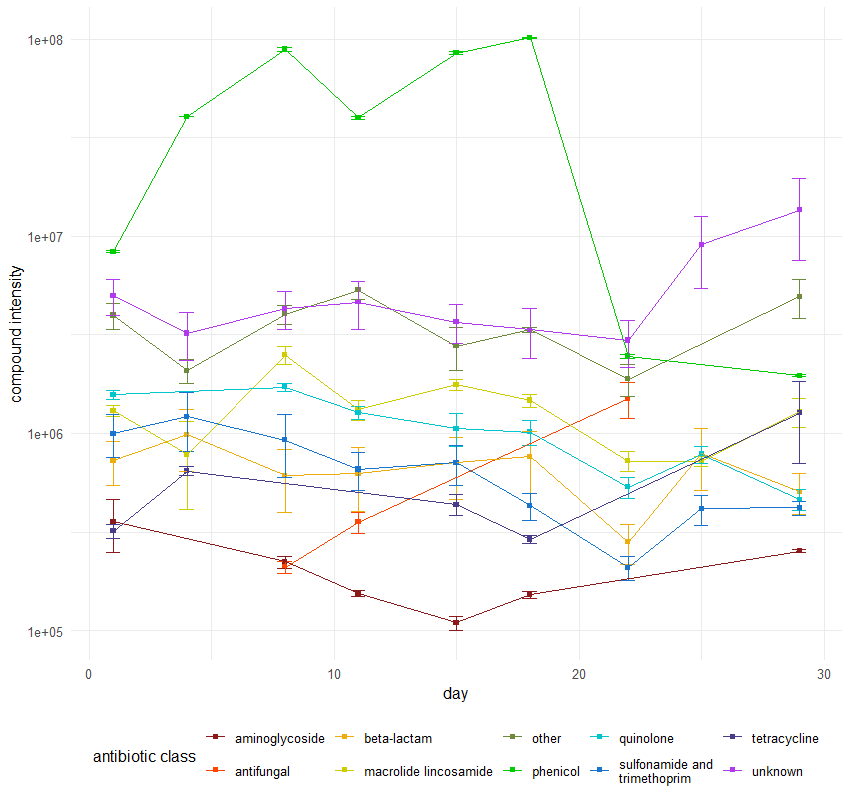 1e+08
1e+07
1e+06
1e+05
compound intensity
0 10 20 30
day
antibiotic class
aminoglycoside beta-lactam other quinolone tetracycline
antifungal macrolide lincosamide phenicol sulfonamide and trimethoprim unknown